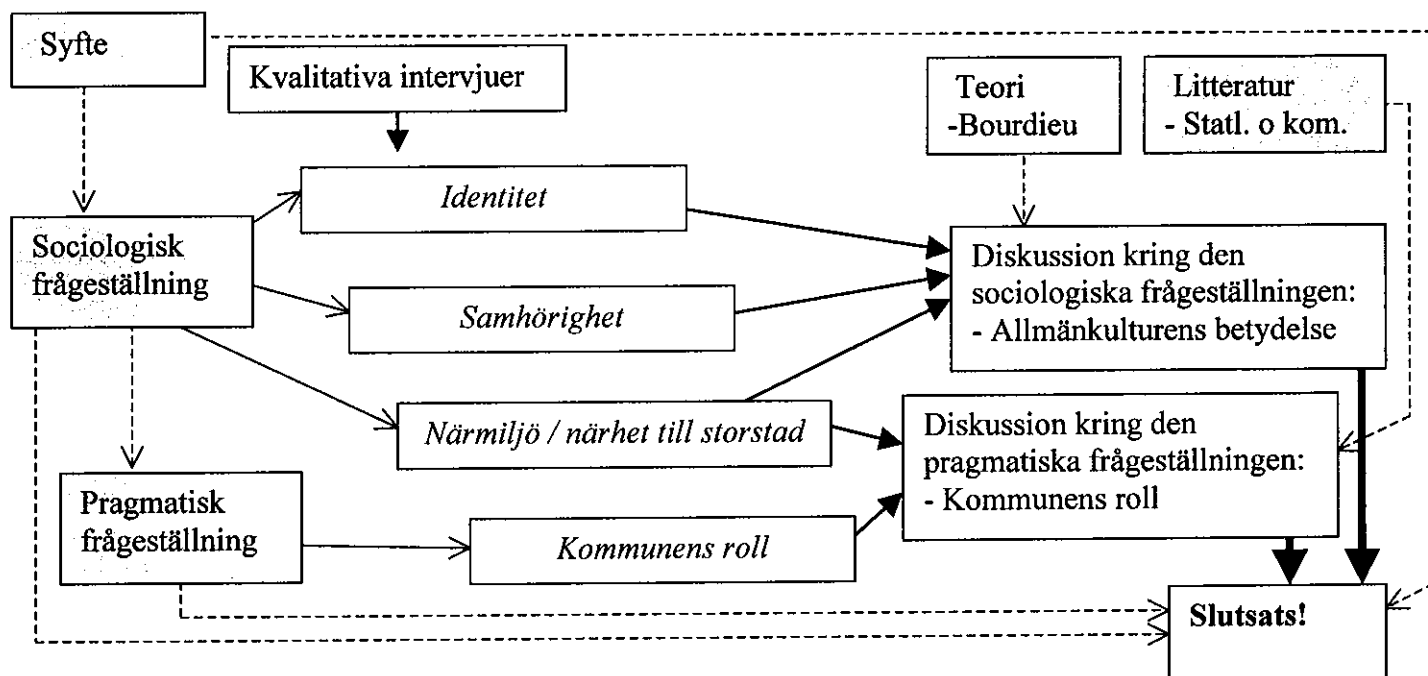 Syfte
Kvalitativa intervjuer
Teori
-Bourdieu
Litteratur
- Statl. o kom.
Identitet
Sociologisk
frågeställning
Samhörighet
Diskussion kring den
sociologiska frågeställningen:
- Allmänkulturens betydelse
Närmiljö / närhet till storstad
Diskussion kring den
pragmatiska frågeställningen:
- Kommunens roll
Pragmatisk
frågeställning
Kommunens roll
Slutsats!